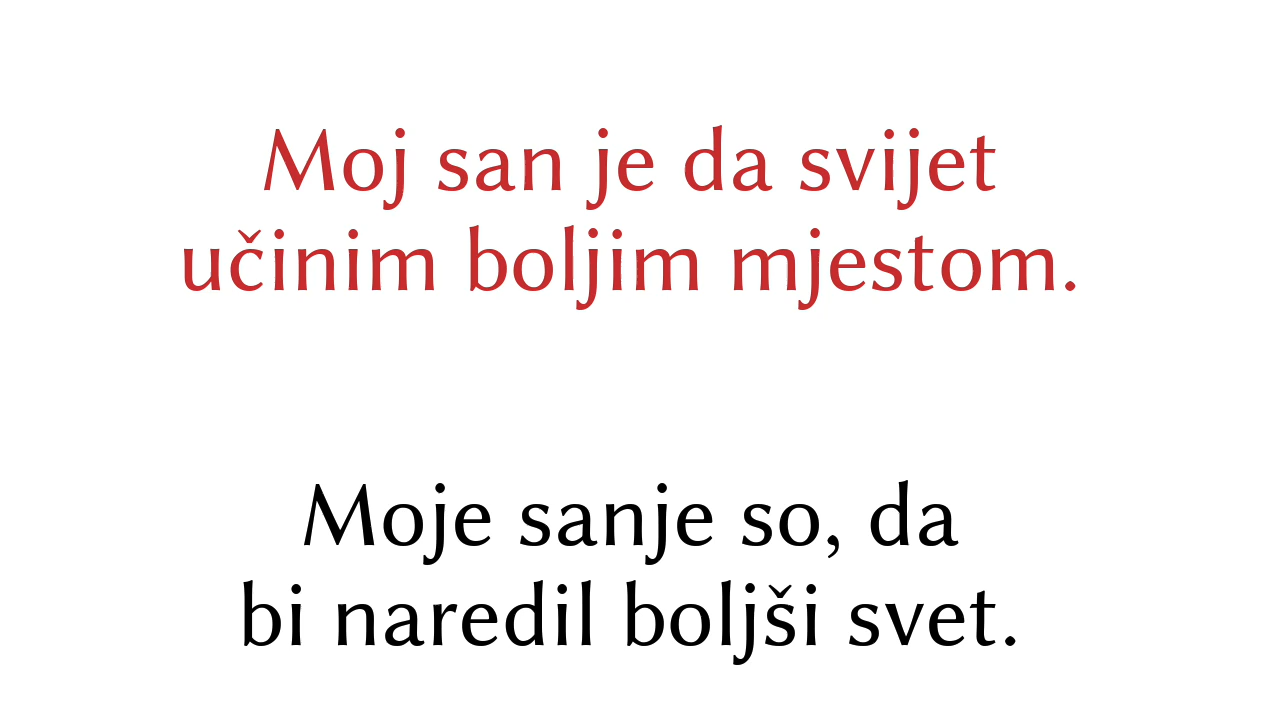 Moj san je da svijet
učinim boljim mjestom.
Moje sanje so, da
bi naredil boljši svet.